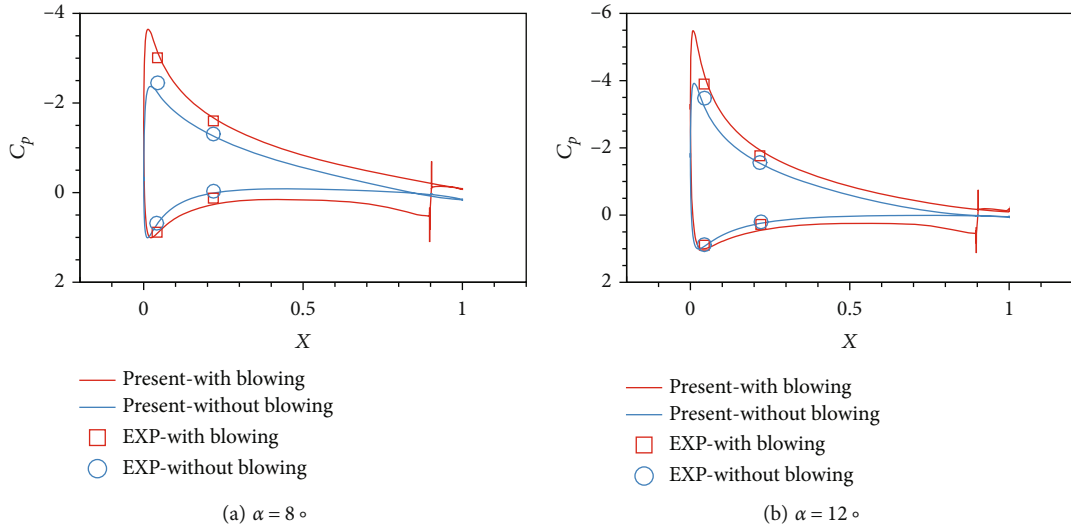 −4
−2
0
2
C_p
0
0.5
1
X
Present-with blowing
Present-without blowing
EXP-with blowing
EXP-without blowing
(a) α = 8 ∘
−6
−4
−2
0
2
C_p
0
0.5
1
X
Present-with blowing
Present-without blowing
EXP-with blowing
EXP-without blowing
(b) α = 12 ∘